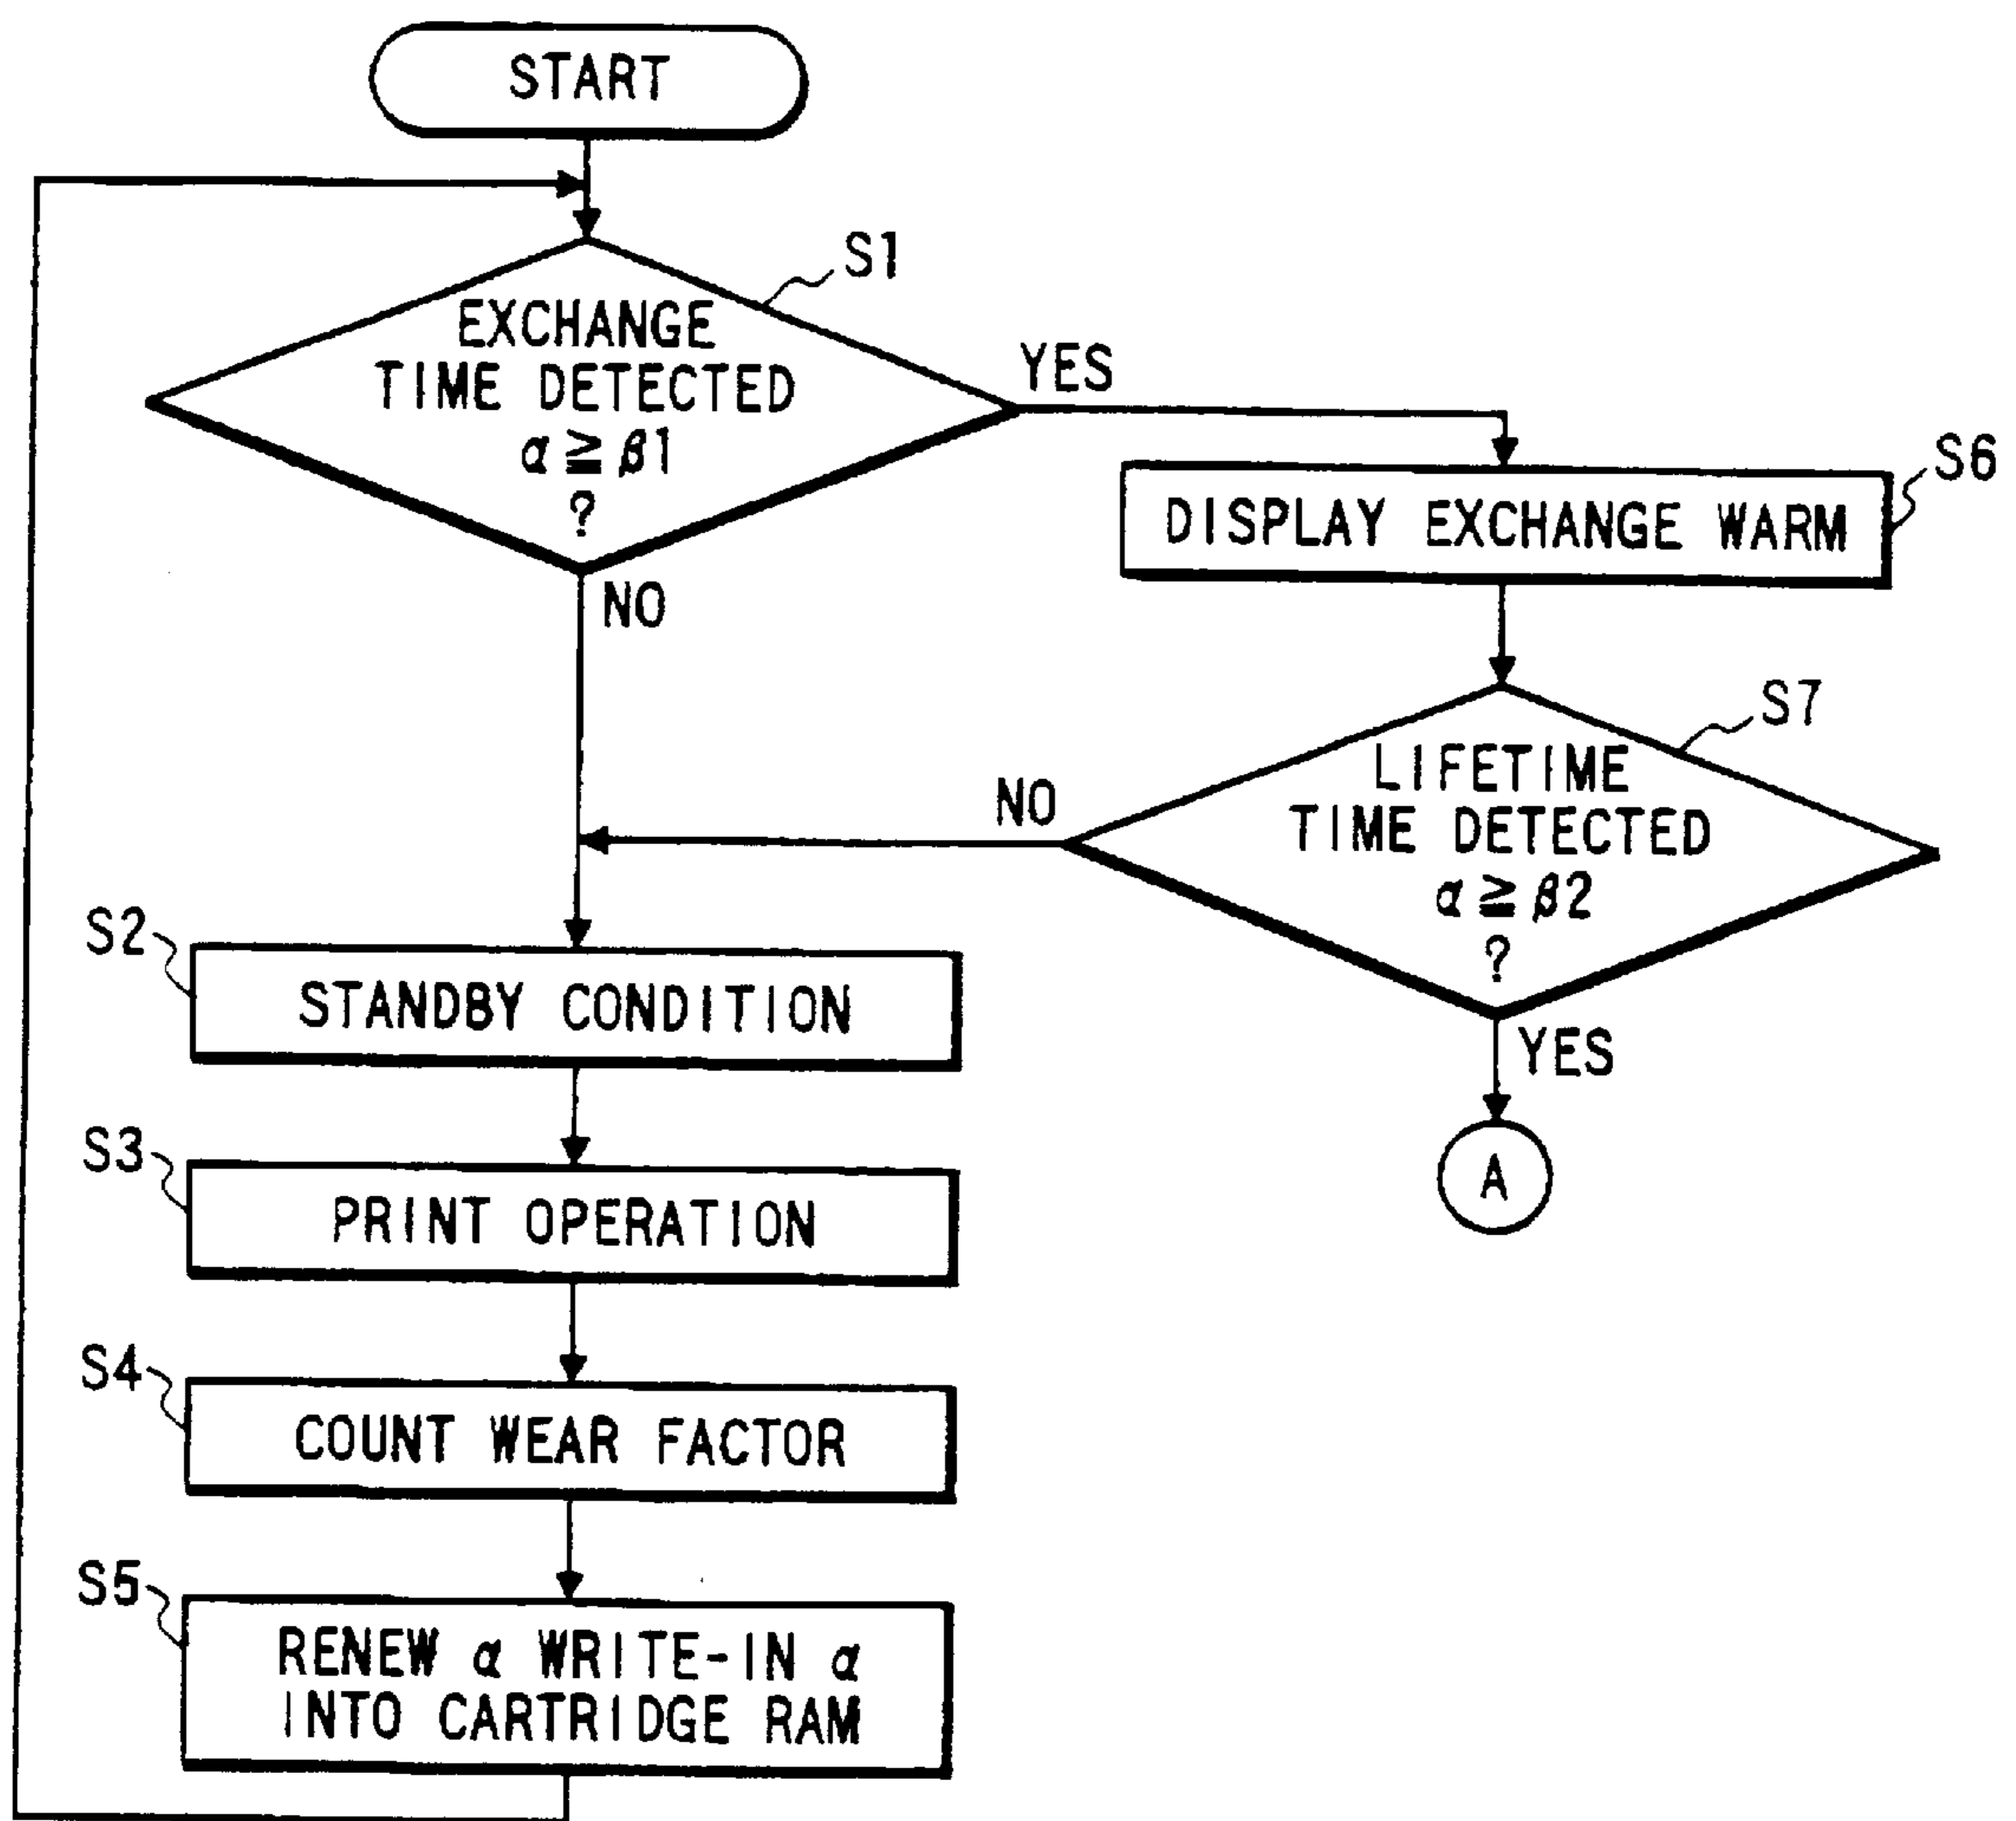 START
S1
EXCHANGE
TIME DETECTED
α ≧ β1
?
YES
NO
S6
DISPLAY EXCHANGE WARM
S7
LIFETIME
TIME DETECTED
α ≧ β2
?
NO
YES
A
S2
STANDBY CONDITION
S3
PRINT OPERATION
S4
COUNT WEAR FACTOR
S5
RENEW α WRITE-IN α
INTO CARTRIDGE RAM